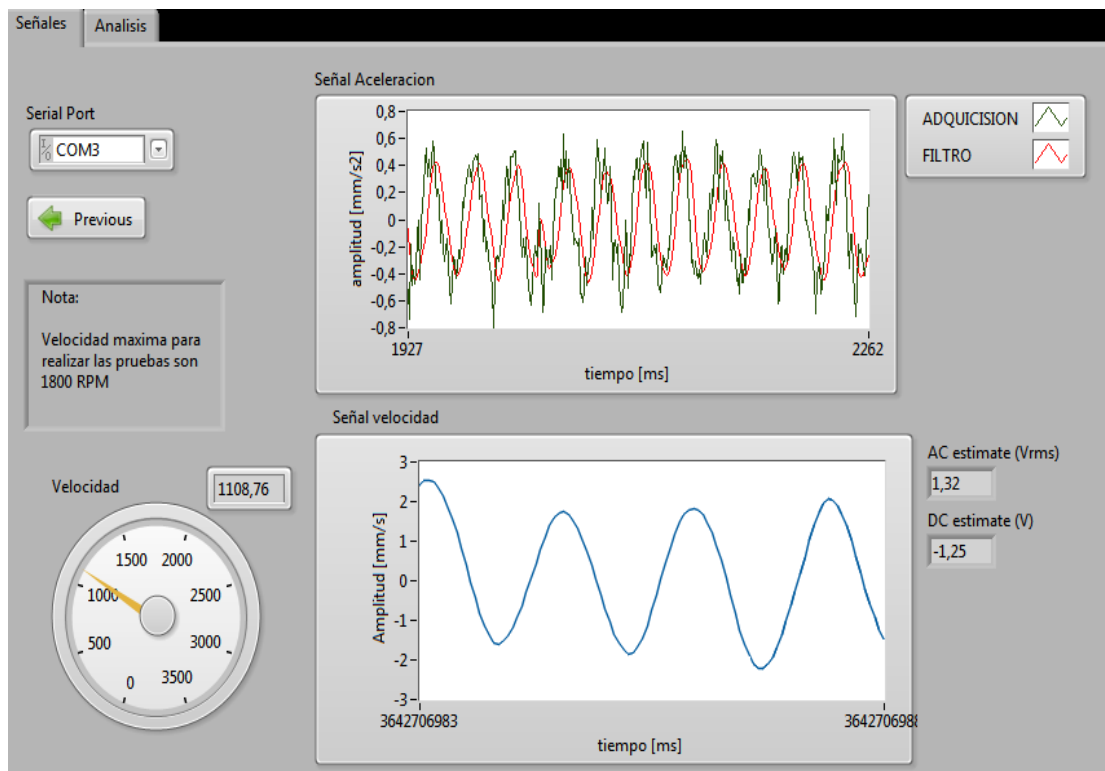 Señales
Analisis
Serial Port
I/O COM3
Previous
Nota:
Velocidad maxima para
realizar las pruebas son
1800 RPM
Señal Aceleracion
amplitud [mm/s2]
0,8
0,6
0,4
0,2
0
-0,2
-0,4
-0,6
-0,8
1927
2262
tiempo [ms]
ADQUICISION
FILTRO
Velocidad
1108,76
0
500
1000
1500
2000
2500
3000
3500
Señal velocidad
Amplitud [mm/s]
3
2
1
0
-1
-2
-3
3642706983
3642706988
tiempo [ms]
AC estimate (Vrms)
1,32
DC estimate (V)
-1,25